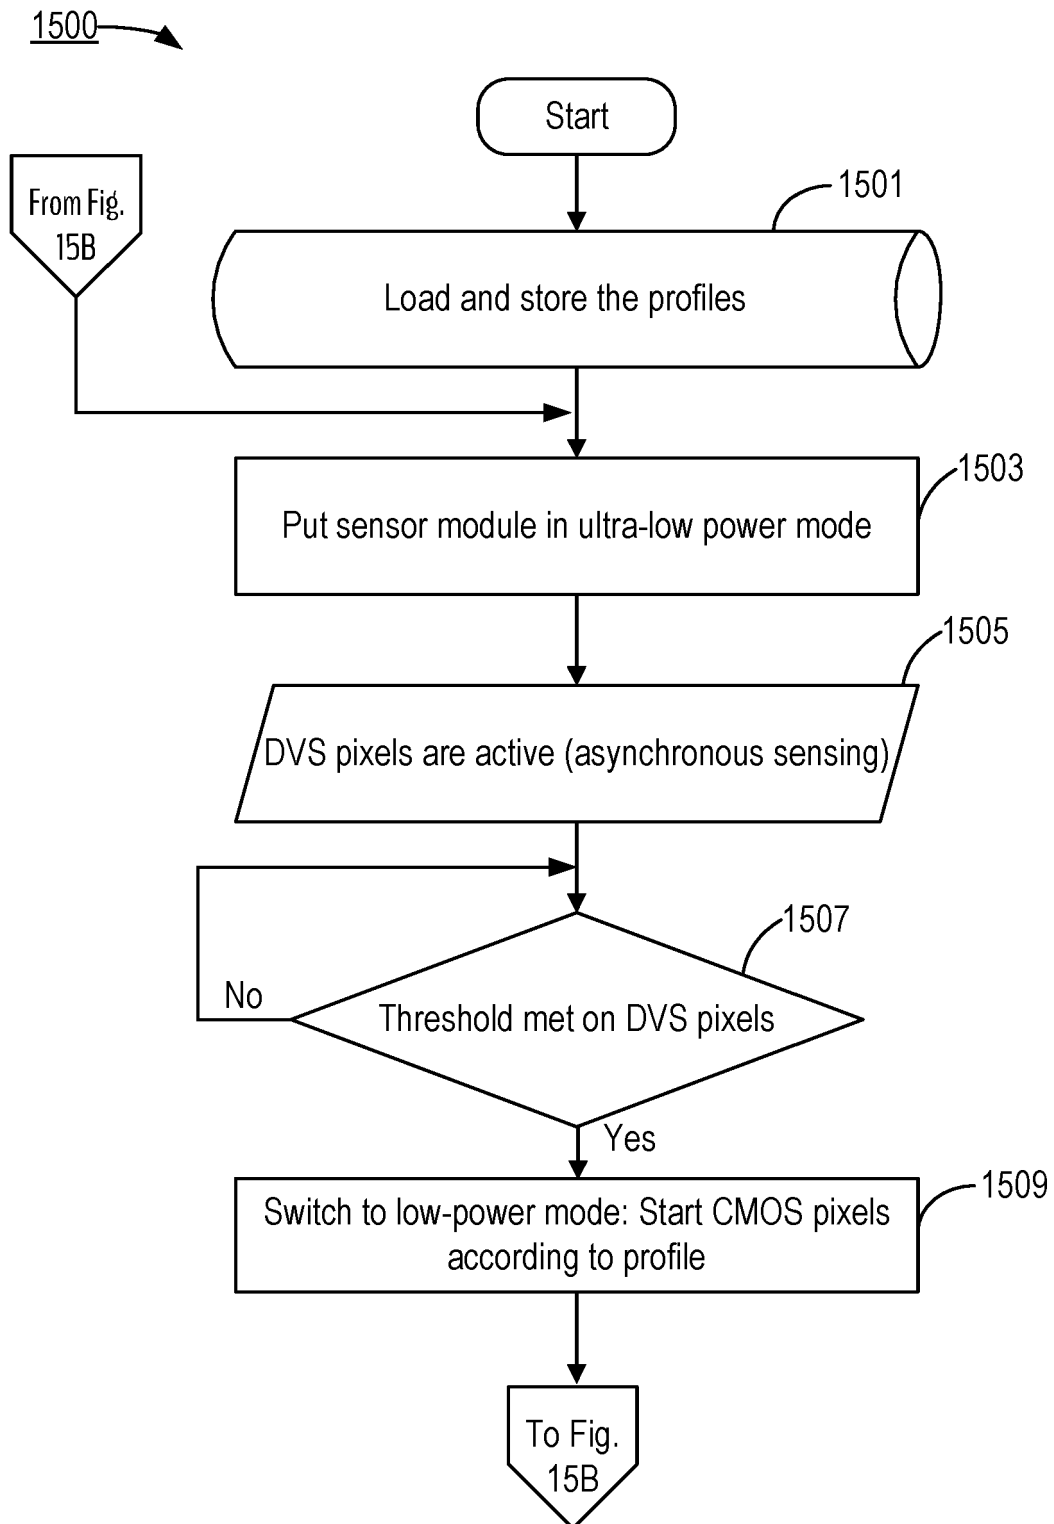 1500
Start
From Fig.
15B
1501
Load and store the profiles
1503
Put sensor module in ultra-low power mode
1505
DVS pixels are active (asynchronous sensing)
1507
No
Threshold met on DVS pixels
Yes
1509
Switch to low-power mode: Start CMOS pixels
according to profile
To Fig.
15B